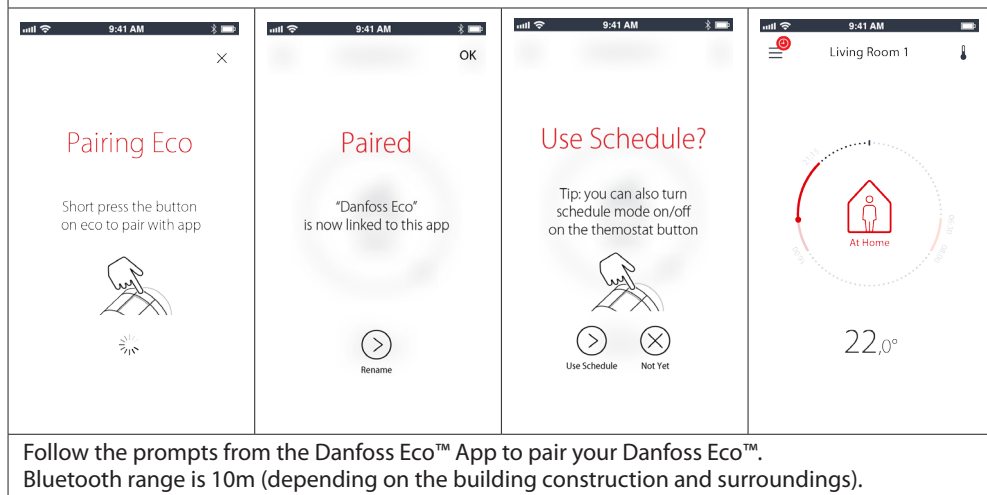 9:41 AM
Pairing Eco
Short press the button
on eco to pair with app
9:41 AM
OK
Paired
"Danfoss Eco"
is now linked to this app
Rename
9:41 AM
Use Schedule?
Tip: you can also turn
schedule mode on/off
on the themostat button
Use Schedule
Not Yet
9:41 AM
Living Room 1
At Home
22,0°
Follow the prompts from the Danfoss Eco™ App to pair your Danfoss Eco™.
Bluetooth range is 10m (depending on the building construction and surroundings).